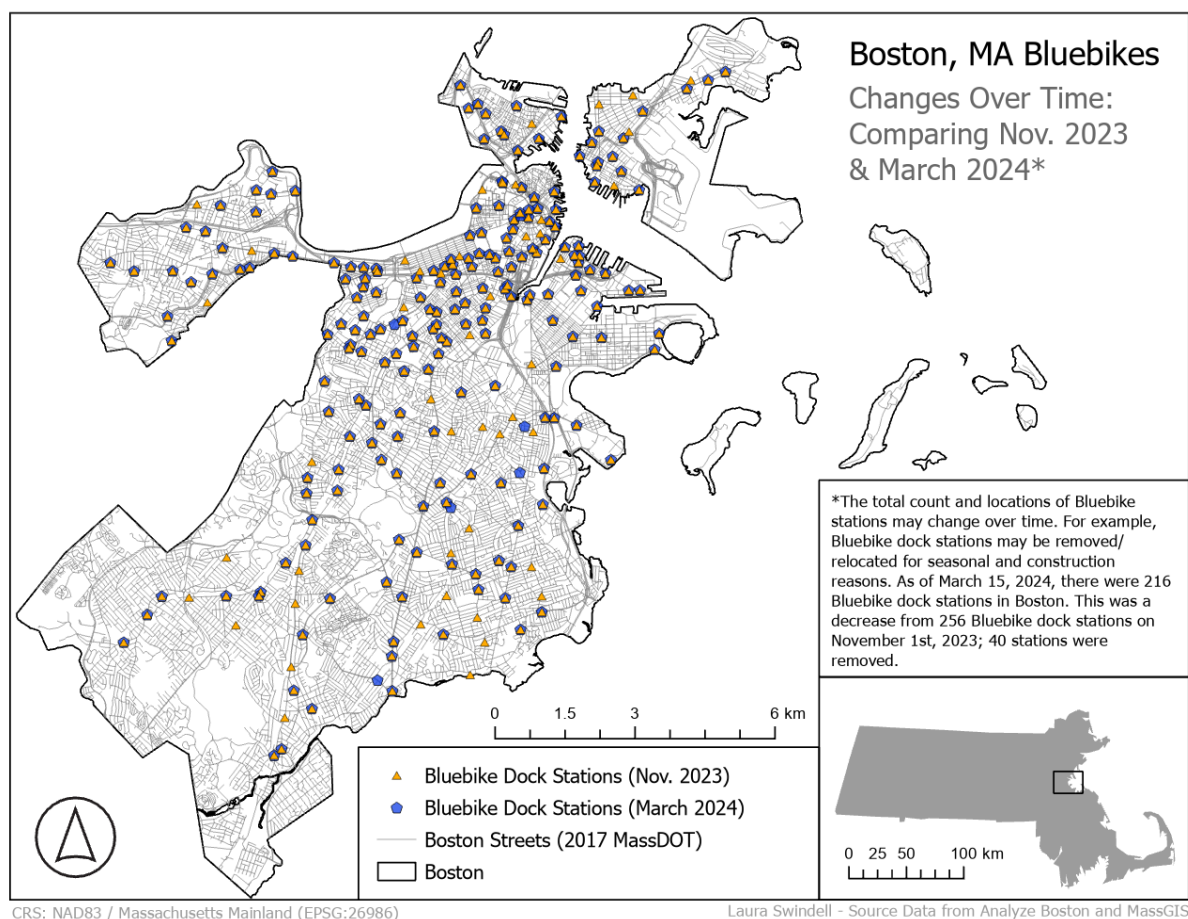 Boston, MA Bluebikes
Changes Over Time:
Comparing Nov. 2023
& March 2024*
*The total count and locations of Bluebike
stations may change over time. For example,
Bluebike dock stations may be removed/
relocated for seasonal and construction
reasons. As of March 15, 2024, there were 216
Bluebike dock stations in Boston. This was a
decrease from 256 Bluebike dock stations on
November 1st, 2023; 40 stations were
removed.
0 1.5 3 6 km
Bluebike Dock Stations (Nov. 2023)
Bluebike Dock Stations (March 2024)
Boston Streets (2017 MassDOT)
Boston
0 25 50 100 km
CRS: NAD83 / Massachusetts Mainland (EPSG:26986)
Laura Swindell - Source Data from Analyze Boston and MassGIS